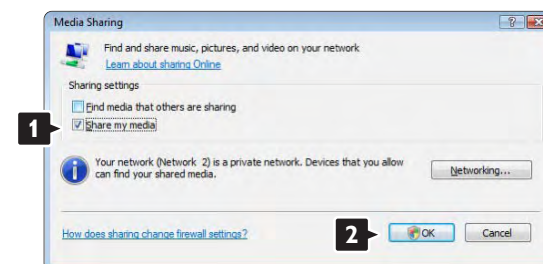 Media Sharing
Find and share music, pictures, and video on your network
Learn about sharing Online
Sharing settings
Find media that others are sharing
1
Share my media
Your network (Network 2) is a private network. Devices that you allow
can find your shared media.
Networking...
How does sharing change firewall settings?
2
OK
Cancel